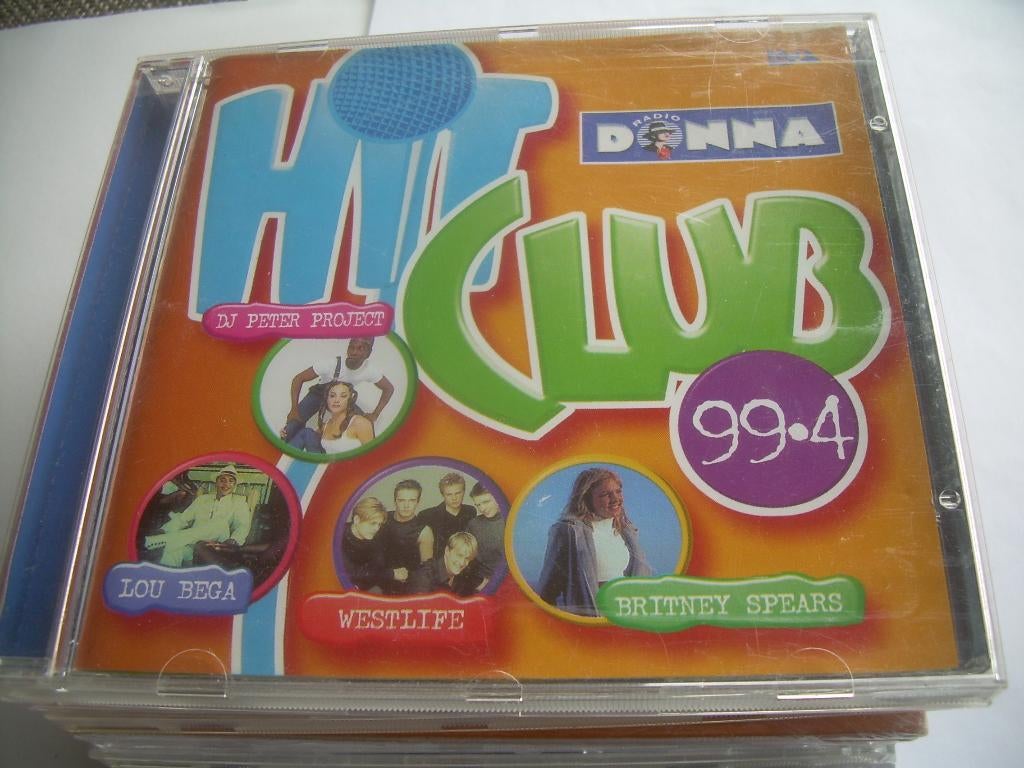 HIT
CLUB
RADIO
DONNA
99.4
DJ PETER PROJECT
LOU BEGA
WESTLIFE
BRITNEY SPEARS